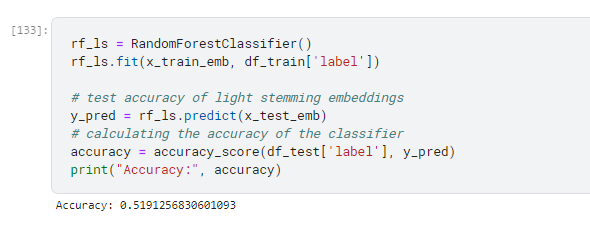 [133]:
rf_ls = RandomForestClassifier()
rf_ls.fit(x_train_emb, df_train['label'])
# test accuracy of light stemming embeddings
y_pred = rf_ls.predict(x_test_emb)
# calculating the accuracy of the classifier
accuracy = accuracy_score(df_test['label'], y_pred)
print("Accuracy:", accuracy)
Accuracy: 0.5191256830601093